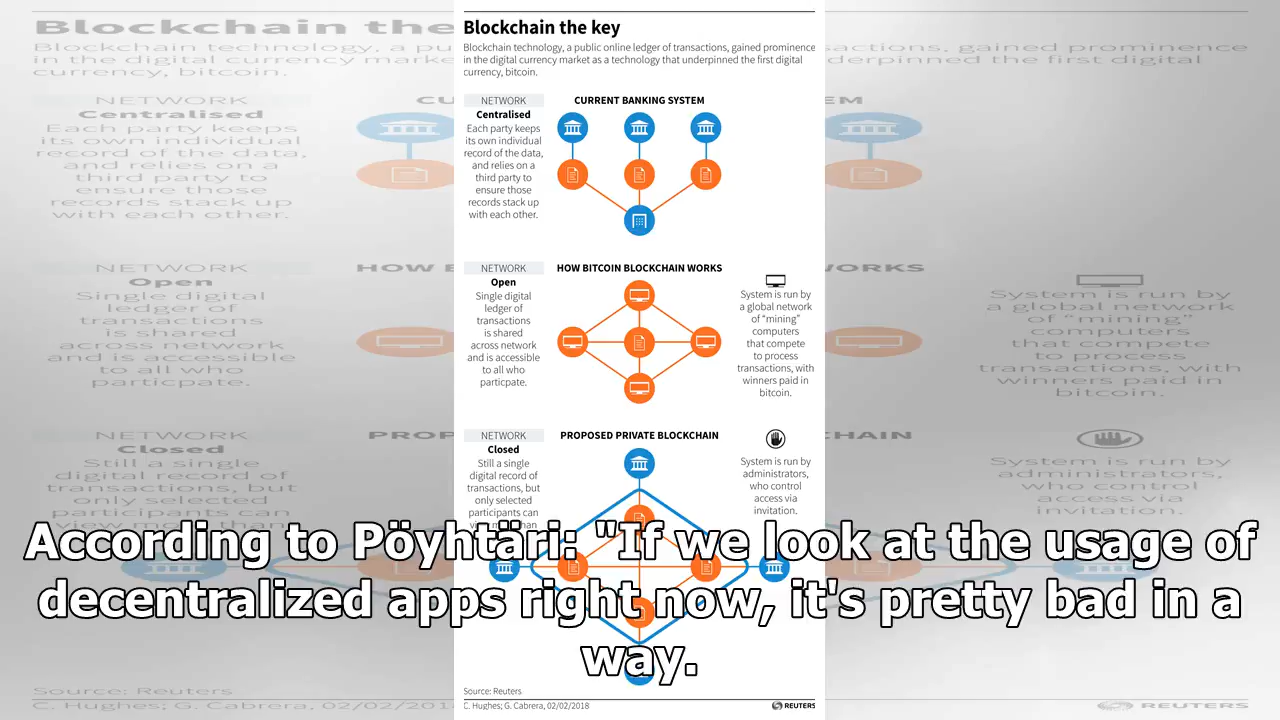 Blockchain the key
Blockchain technology, a public online ledger of transactions, gained prominence
in the digital currency market as a technology that underpinned the first digital
currency, bitcoin.
NETWORK
Centralised
Each party keeps
its own individual
record of the data,
and relies on a
third party to
ensure those
records stack up
with each other.
CURRENT BANKING SYSTEM
NETWORK
Open
Single digital
ledger of
transactions
is shared
across network
and is accessible
to all who
particpate.
HOW BITCOIN BLOCKCHAIN WORKS
System is run by
a global network
of “mining”
computers
that compete
to process
transactions, with
winners paid in
bitcoin.
NETWORK
Closed
Still a single
digital record of
transactions, but
only selected
participants can
view more than
PROPOSED PRIVATE BLOCKCHAIN
System is run by
administrators,
who control
access via
invitation.
According to Pöyhtäri: "If we look at the usage of
decentralized apps right now, it's pretty bad in a
way.
Source: Reuters
C. Hughes; G. Cabrera, 02/02/2018
REUTERS